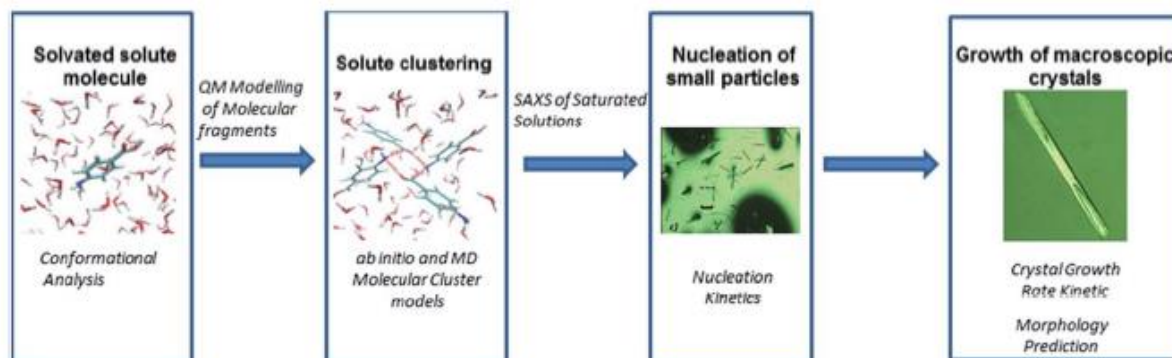 Solvated solute
molecule
Conformational
Analysis
QM Modelling
of Molecular
fragments
Solute clustering
ab initio and MD
Molecular Cluster
models
SAXS of Saturated
Solutions
Nucleation of
small particles
Nucleation
Kinetics
Growth of macroscopic
crystals
Crystal Growth
Rate Kinetic
Morphology
Prediction